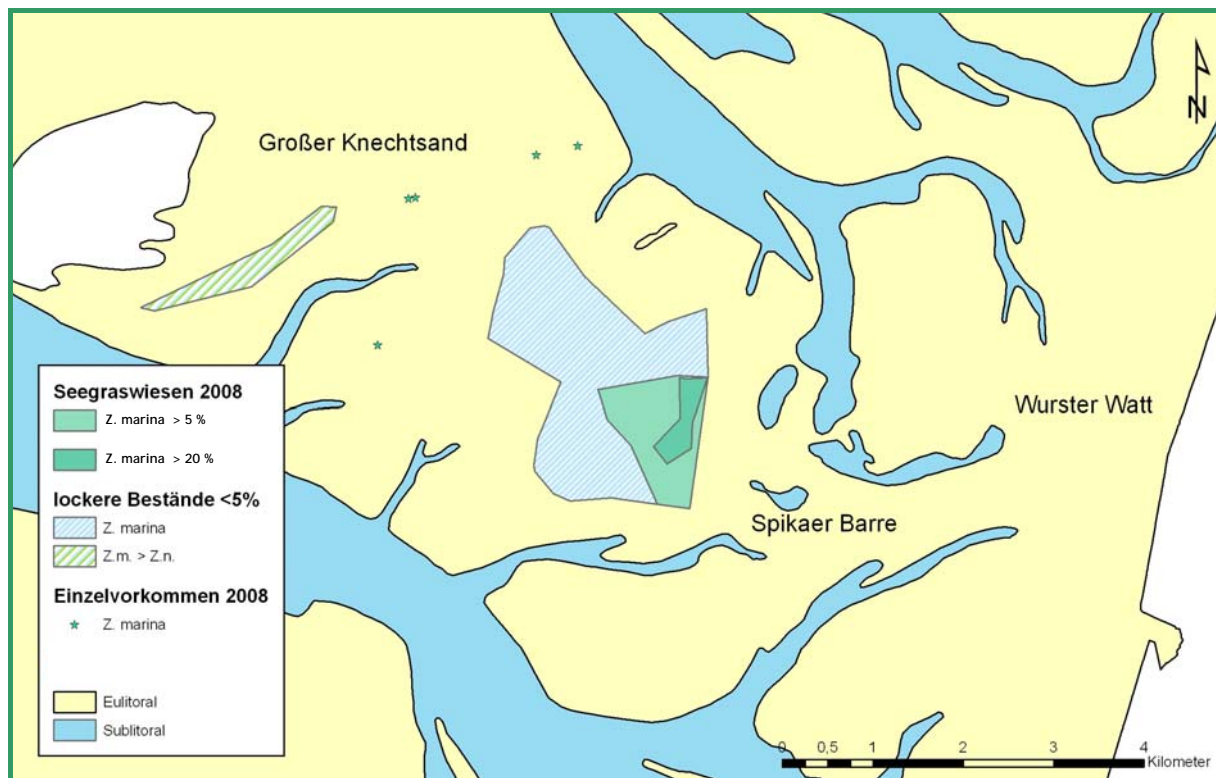 Großer Knechtsand
N
Wurster Watt
Spikaer Barre
Seegraswiesen 2008
Z. marina > 5 %
Z. marina > 20 %
lockere Bestände <5%
Z. marina
Z.m. > Z.n.
Einzelvorkommen 2008
Z. marina
Eulitoral
Sublitoral
0 0,5 1 2 3 4
Kilometer